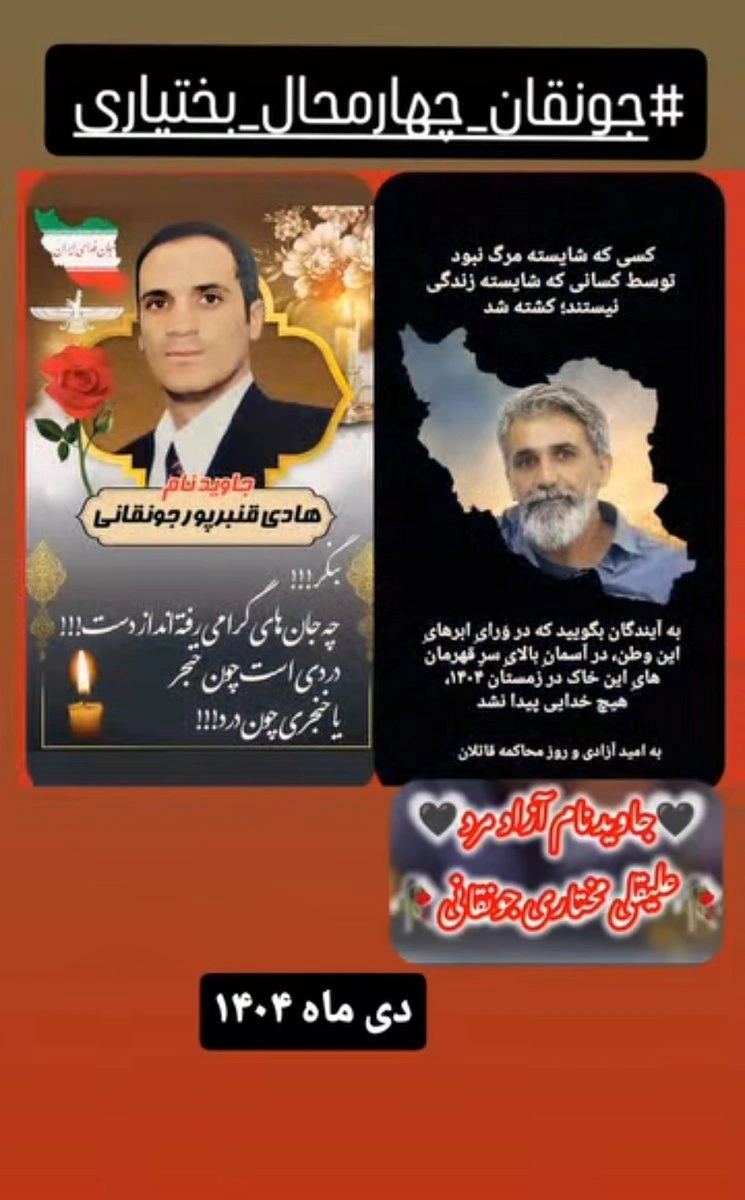 #جونقان_چهارمحال_بختیاری
جان فدای ایران
جاوید نام
هادی قنبرپور جونقانی
بنگر!!!
چه جان های گرامی رفته اند از دست!!!
دردی است چون خنجر
یا خنجری چون درد!!!
کسی که شایسته مرگ نبود
توسط کسانی که شایسته زندگی
نیستند؛ کشته شد
به آیندگان بگویید که در وَرایِ ابرهایِ
این وطن، در آسمانِ بالای سرِ قهرمان
هایِ این خاک در زمستان ۱۴۰۴،
هیچ خدایی پیدا نشد
به امید آزادی و روز محاکمه قاتلان
🖤جاویدنام آزاد مرد🖤
🥀علیقلی مختاری جونقانی🥀
دی ماه ۱۴۰۴